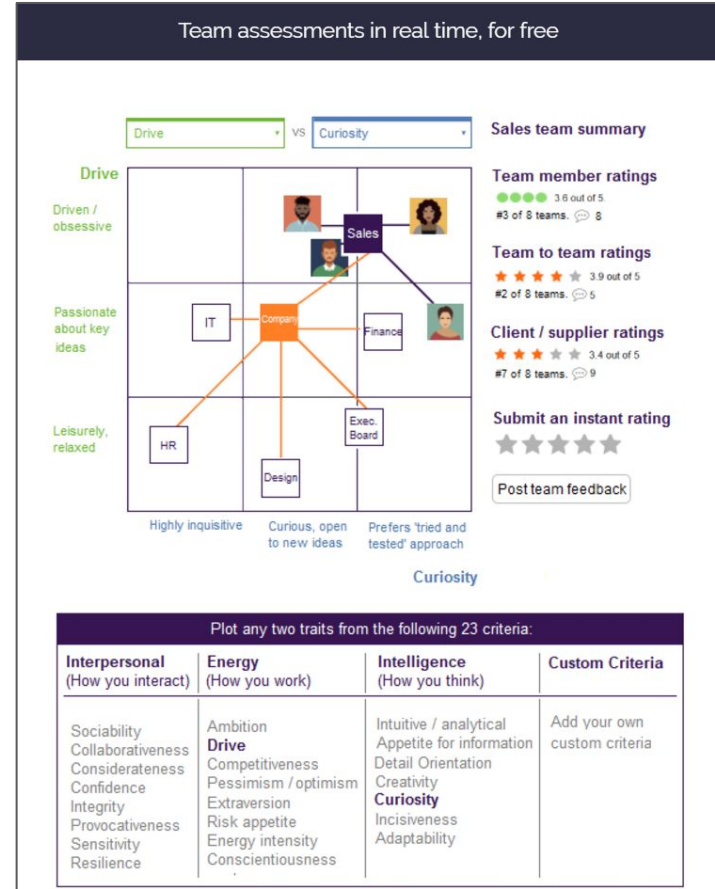 Team assessments in real time, for free
Drive
VS
Curiosity
Sales team summary
Drive
Driven /
obsessive
Passionate
about key
ideas
Leisurely,
relaxed
Sales
IT
Company
Finance
HR
Exec.
Board
Design
Highly inquisitive
Curious, open
to new ideas
Prefers 'tried and
tested' approach
Curiosity
Team member ratings
3.6 out of 5
#3 of 8 teams. 8
Team to team ratings
3.9 out of 5
#2 of 8 teams. 5
Client / supplier ratings
3.4 out of 5
#7 of 8 teams. 9
Submit an instant rating
Post team feedback
Plot any two traits from the following 23 criteria:
Interpersonal
(How you interact)
Sociability
Collaborativeness
Considerateness
Confidence
Integrity
Provocativeness
Sensitivity
Resilience
Energy
(How you work)
Ambition
Drive
Competitiveness
Pessimism / optimism
Extraversion
Risk appetite
Energy intensity
Conscientiousness
Intelligence
(How you think)
Intuitive / analytical
Appetite for information
Detail Orientation
Creativity
Curiosity
Incisiveness
Adaptability
Custom Criteria
Add your own
custom criteria